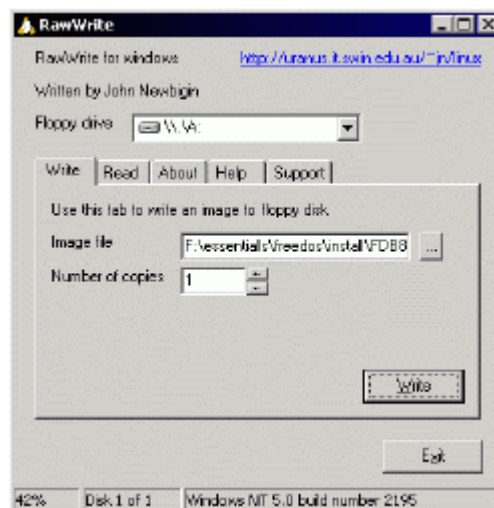 RawWrite
RawWrite for windows http://uranus.it.swin.edu.au/~jn/linux
Written by John Newbigin
Floppy drive \\.\A:
Write Read About Help Support
Use this tab to write an image to floppy disk
Image file F:\essentials\freedos\install\FDB8 ...
Number of copies 1
Write
Exit
42% Disk 1 of 1 Windows NT 5.0 build number 2195